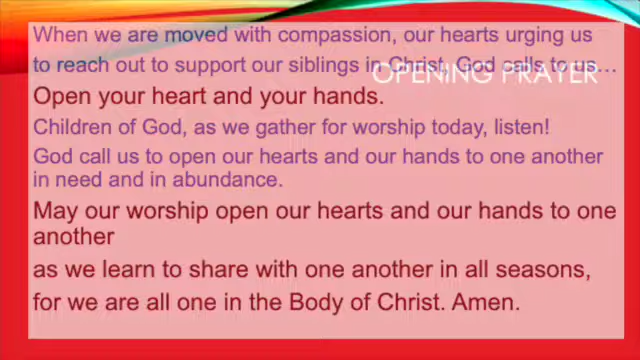 When we are moved with compassion, our hearts urging us
to reach out to support our siblings in Christ, God calls to us…
OPENING PRAYER
Open your heart and your hands.
Children of God, as we gather for worship today, listen!
God call us to open our hearts and our hands to one another
in need and in abundance.
May our worship open our hearts and our hands to one
another
as we learn to share with one another in all seasons,
for we are all one in the Body of Christ. Amen.